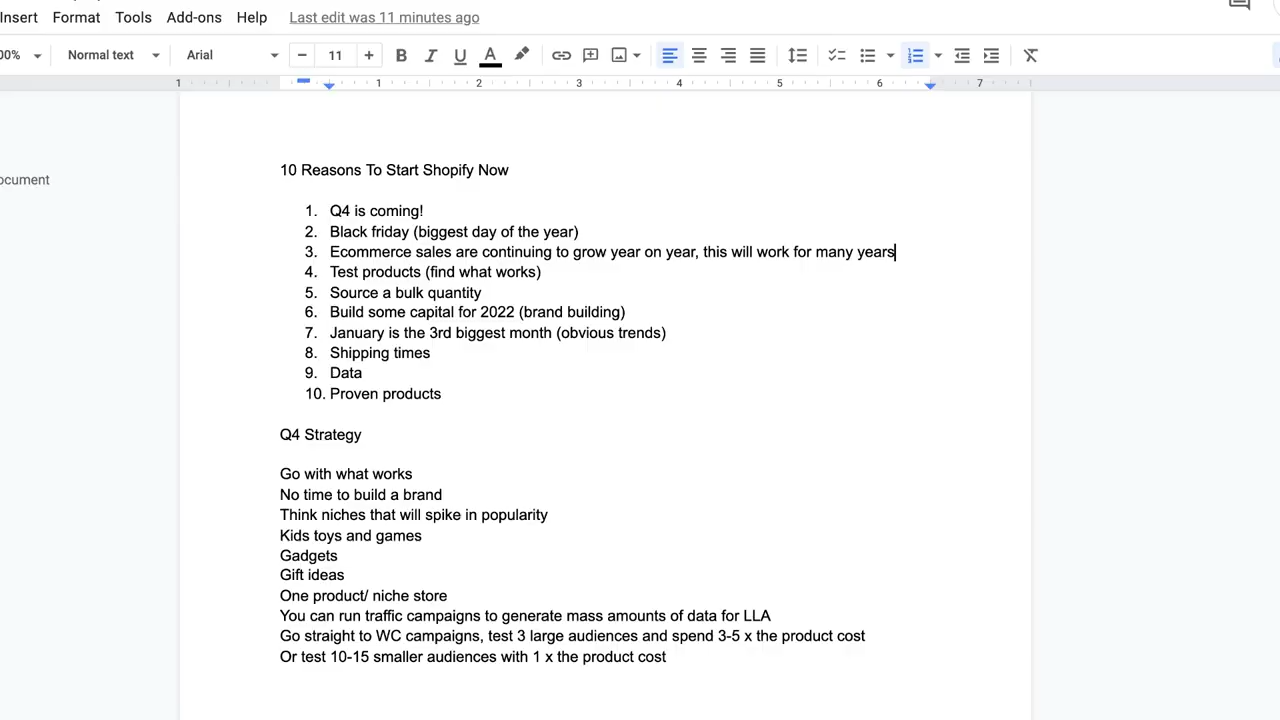 Insert Format Tools Add-ons Help Last edit was 11 minutes ago
Normal text Arial 11
1 1 2 3 4 5 6 7
10 Reasons To Start Shopify Now
1. Q4 is coming!
2. Black friday (biggest day of the year)
3. Ecommerce sales are continuing to grow year on year, this will work for many years
4. Test products (find what works)
5. Source a bulk quantity
6. Build some capital for 2022 (brand building)
7. January is the 3rd biggest month (obvious trends)
8. Shipping times
9. Data
10. Proven products
Q4 Strategy
Go with what works
No time to build a brand
Think niches that will spike in popularity
Kids toys and games
Gadgets
Gift ideas
One product/ niche store
You can run traffic campaigns to generate mass amounts of data for LLA
Go straight to WC campaigns, test 3 large audiences and spend 3-5 x the product cost
Or test 10-15 smaller audiences with 1 x the product cost